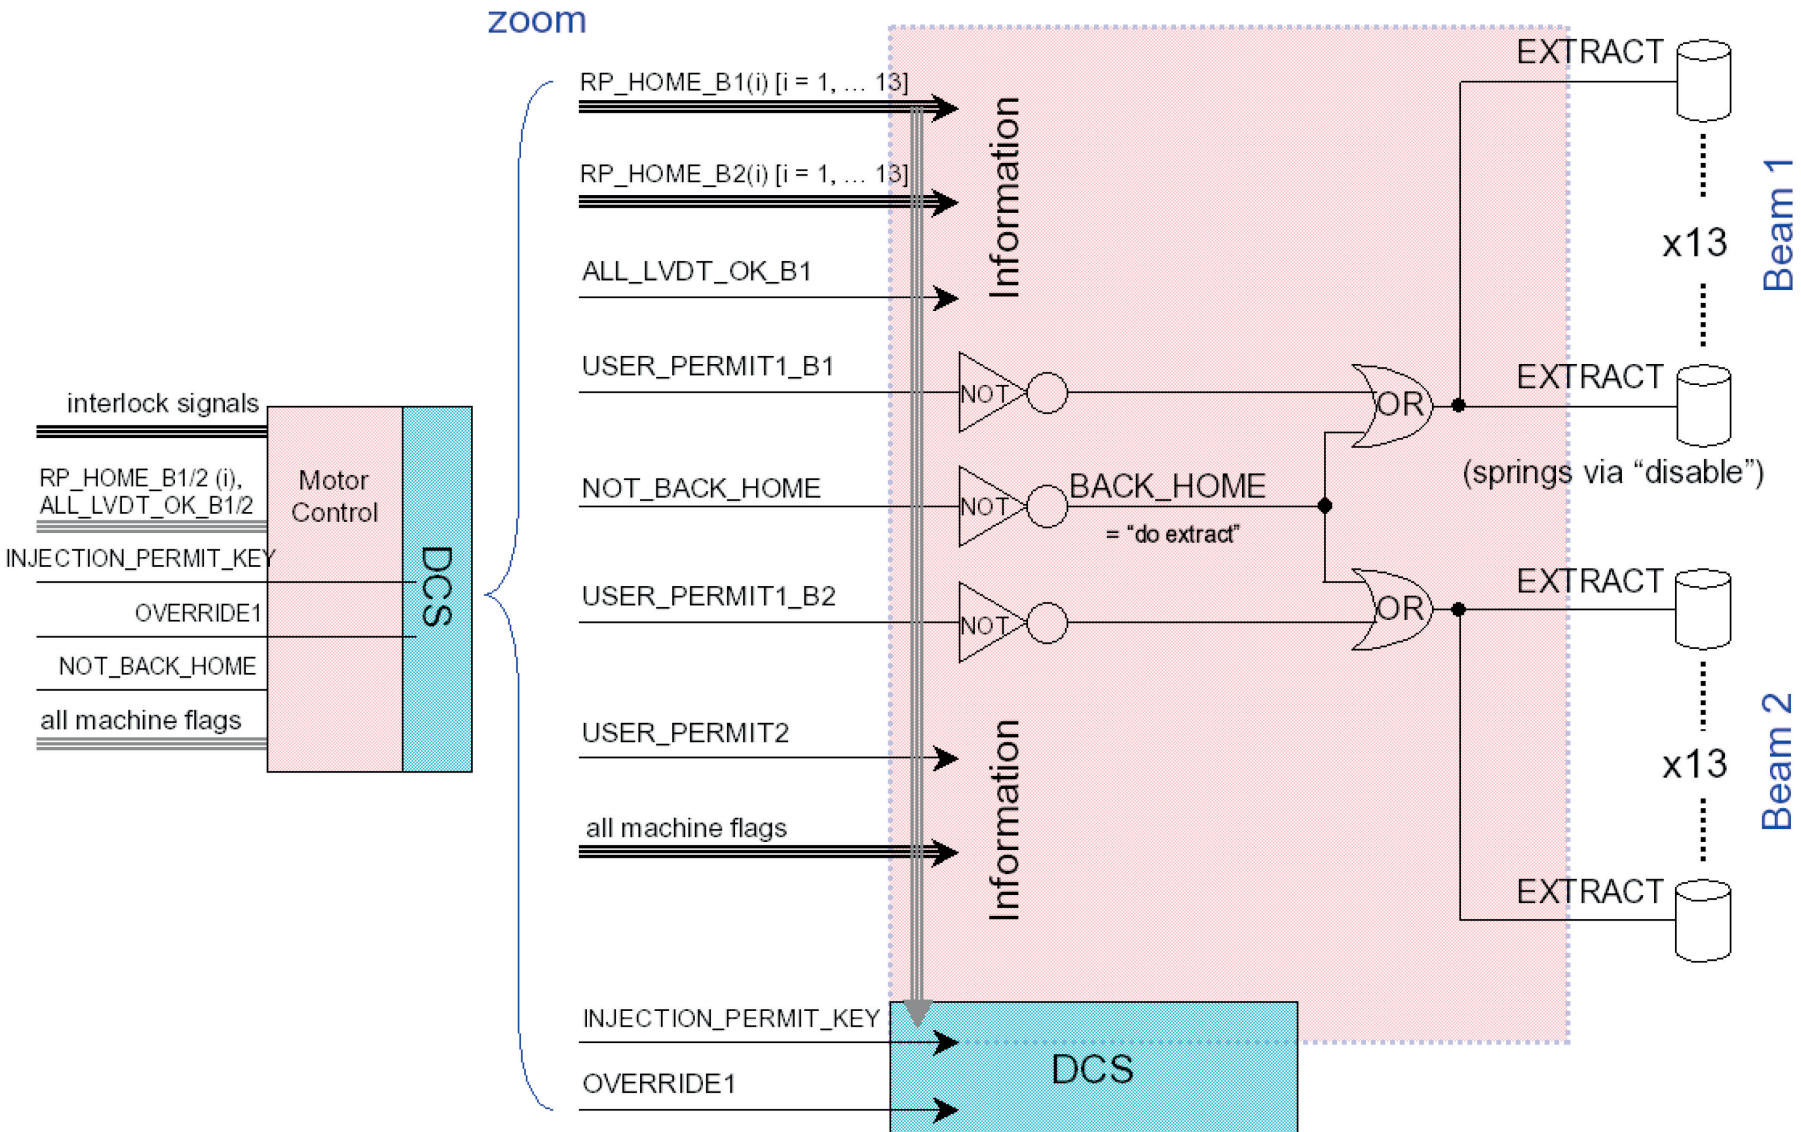 zoom
interlock signals
RP_HOME_B1/2 (i),
ALL_LVDT_OK_B1/2
INJECTION_PERMIT_KEY
OVERRIDE1
NOT_BACK_HOME
all machine flags
Motor
Control
DCS
RP_HOME_B1(i) [i = 1, ... 13]
RP_HOME_B2(i) [i = 1, ... 13]
ALL_LVDT_OK_B1
Information
USER_PERMIT1_B1
NOT
NOT_BACK_HOME
NOT
BACK_HOME
= “do extract”
USER_PERMIT1_B2
NOT
OR
OR
USER_PERMIT2
all machine flags
Information
INJECTION_PERMIT_KEY
OVERRIDE1
DCS
EXTRACT
x13
Beam 1
EXTRACT
(springs via “disable”)
EXTRACT
x13
Beam 2
EXTRACT